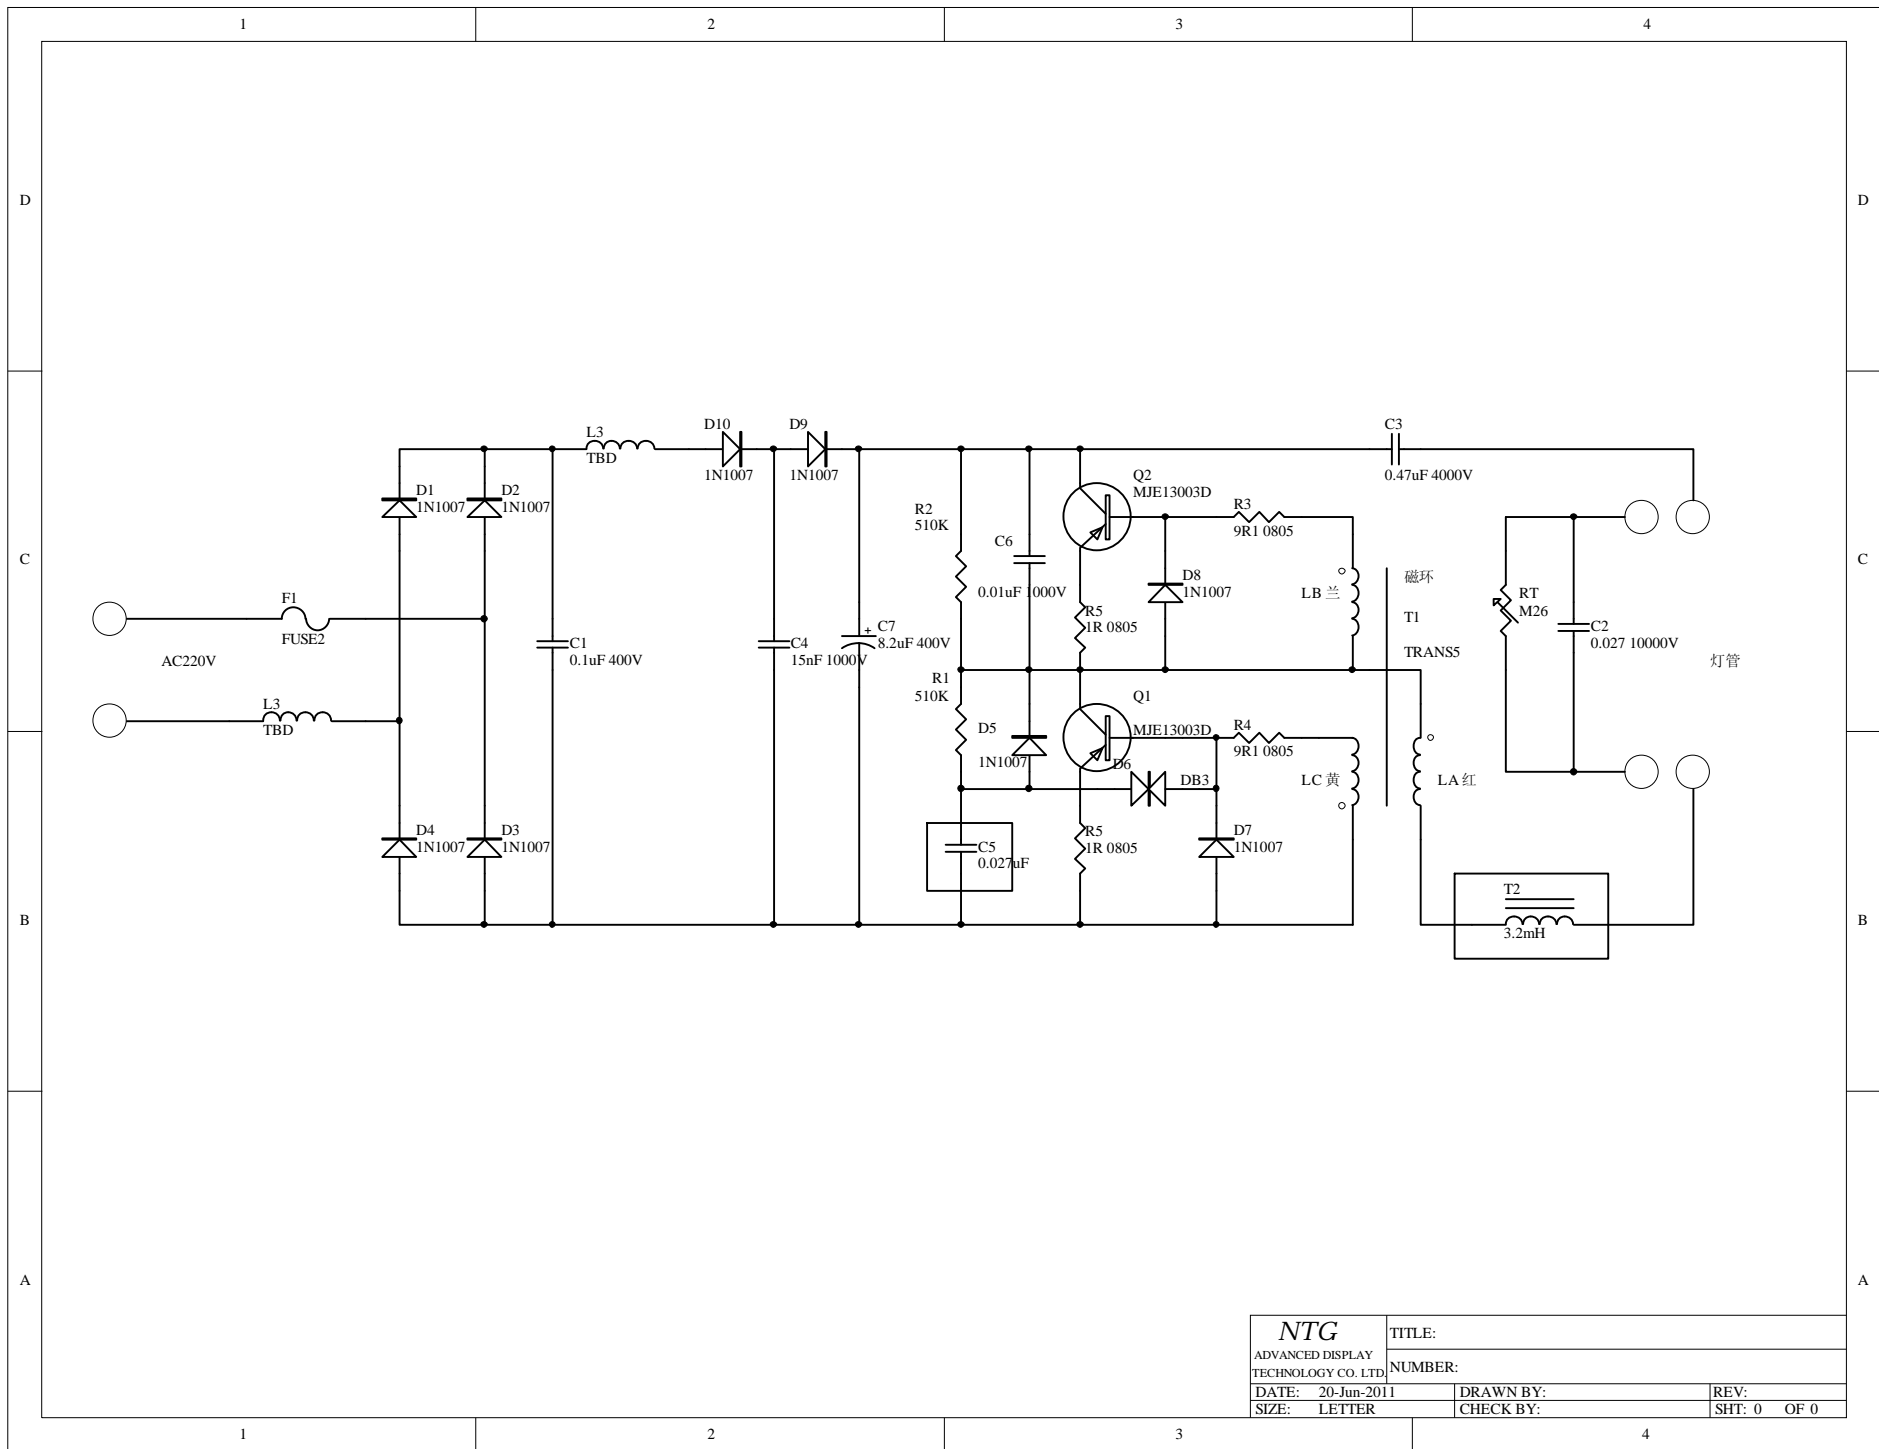 1 2 3 4
D D
C3
D10 D9
L3
TBD
Q2
1N1007 1N1007 0.47uF 4000V
MJE13003D
D1 D2
1N1007 1N1007
R2
510K
R3
9R1 0805
C6
C C
D8
1N1007
磁环
LB 兰
0.01uF 1000V
RT
M26
F1
FUSE2
R5
1R 0805
T1
C7
8.2uF 400V
C1
0.1uF 400V
C4
15nF 1000V
C2
0.027 10000V
TRANS5
AC220V
灯管
R1
510K
Q1
L3
TBD
D5
MJE13003D
R4
9R1 0805
1N1007
D6
DB3
LC 黄
LA 红
D4 D3
1N1007 1N1007
R5
1R 0805
D7
1N1007
C5
0.027uF
T2
3.2mH
B B
A A
NTG
ADVANCED DISPLAY
TECHNOLOGY CO. LTD.
TITLE:
NUMBER:
DATE: 20-Jun-2011 DRAWN BY: REV:
SIZE: LETTER CHECK BY: SHT: 0 OF 0
1 2 3 4